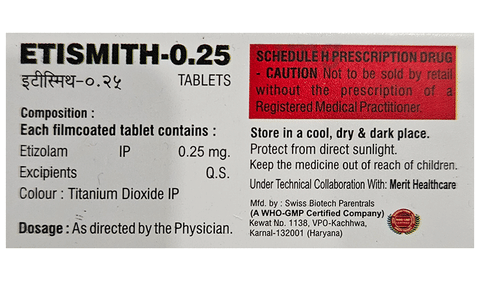 ETISMITH-0.25
इटीस्मिथ-०.२५ TABLETS
Composition :
Each filmcoated tablet contains :
Etizolam IP 0.25 mg.
Excipients Q.S.
Colour : Titanium Dioxide IP
Dosage : As directed by the Physician.
SCHEDULE H PRESCRIPTION DRUG
- CAUTION Not to be sold by retail
without the prescription of a
Registered Medical Practitioner.
Store in a cool, dry & dark place.
Protect from direct sunlight.
Keep the medicine out of reach of children.
Under Technical Collaboration With: Merit Healthcare
Mfd. by : Swiss Biotech Parentrals
(A WHO-GMP Certified Company)
Kewat No. 1138, VPO-Kachhwa,
Karnal-132001 (Haryana)